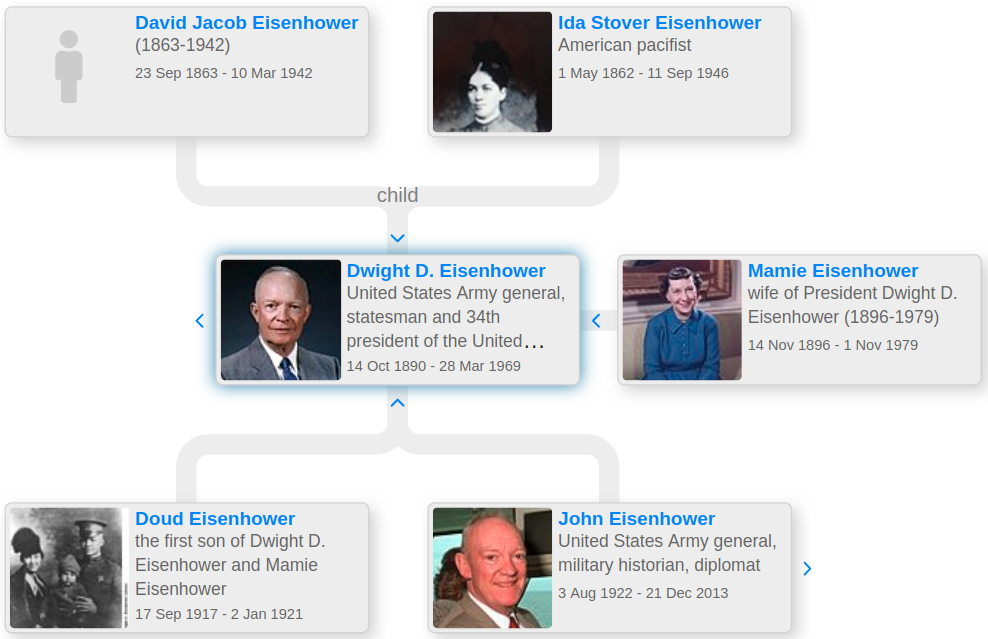 David Jacob Eisenhower
(1863-1942)
23 Sep 1863 - 10 Mar 1942
Ida Stover Eisenhower
American pacifist
1 May 1862 - 11 Sep 1946
child
Dwight D. Eisenhower
United States Army general,
statesman and 34th
president of the United...
14 Oct 1890 - 28 Mar 1969
Mamie Eisenhower
wife of President Dwight D.
Eisenhower (1896-1979)
14 Nov 1896 - 1 Nov 1979
Doud Eisenhower
the first son of Dwight D.
Eisenhower and Mamie
Eisenhower
17 Sep 1917 - 2 Jan 1921
John Eisenhower
United States Army general,
military historian, diplomat
3 Aug 1922 - 21 Dec 2013